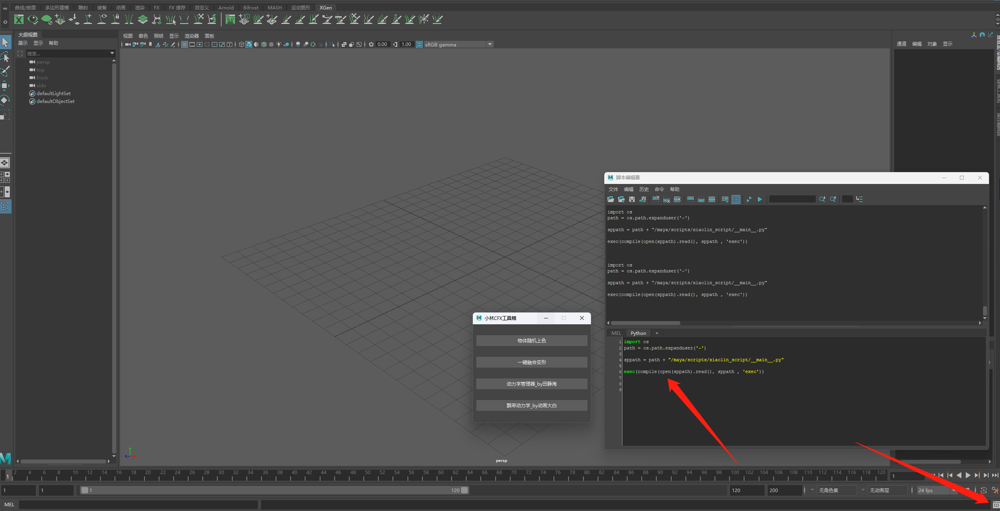 曲线/曲面 多边形建模 雕刻 装备 动画 渲染 FX FX 缓存 自定义 Arnold Bifrost MASH 运动图形 XGen
大纲视图
展示 显示 帮助
搜索...
persp
top
front
side
defaultLightSet
defaultObjectSet
视图 着色 照明 显示 渲染器 面板
0.00 1.00 ON sRGB gamma
通道 编辑 对象 显示
脚本编辑器
文件 编辑 历史 命令 帮助
import os
path = os.path.expanduser('~')
sppath = path + "/maya/scripts/xiaolin_script/__main__.py"
exec(compile(open(sppath).read(), sppath , 'exec'))
import os
path = os.path.expanduser('~')
sppath = path + "/maya/scripts/xiaolin_script/__main__.py"
exec(compile(open(sppath).read(), sppath , 'exec'))
MEL Python +
1 import os
2 path = os.path.expanduser('~')
3
4 sppath = path + "/maya/scripts/xiaolin_script/__main__.py"
5
6 exec(compile(open(sppath).read(), sppath , 'exec'))
7
8
9
小林CFX工具箱
物体随机上色
一键融合变形
动力学管理器_by田静海
飘带动力学_by动画大白
y
z x
persp
1 2 4 6 8 10 12 14 16 18 20 22 24 26 28 30 32 34 36 38 40 42 44 46 48 50 52 54 56 58 60 62 64 66 68 70 72 74 76 78 80 82 84 86 88 90 92 94 96 98 100 102 104 106 108 110 112 114 116 118 120 1
1 1 1 120 120 200 无角色集 无动画层 24 fps
MEL